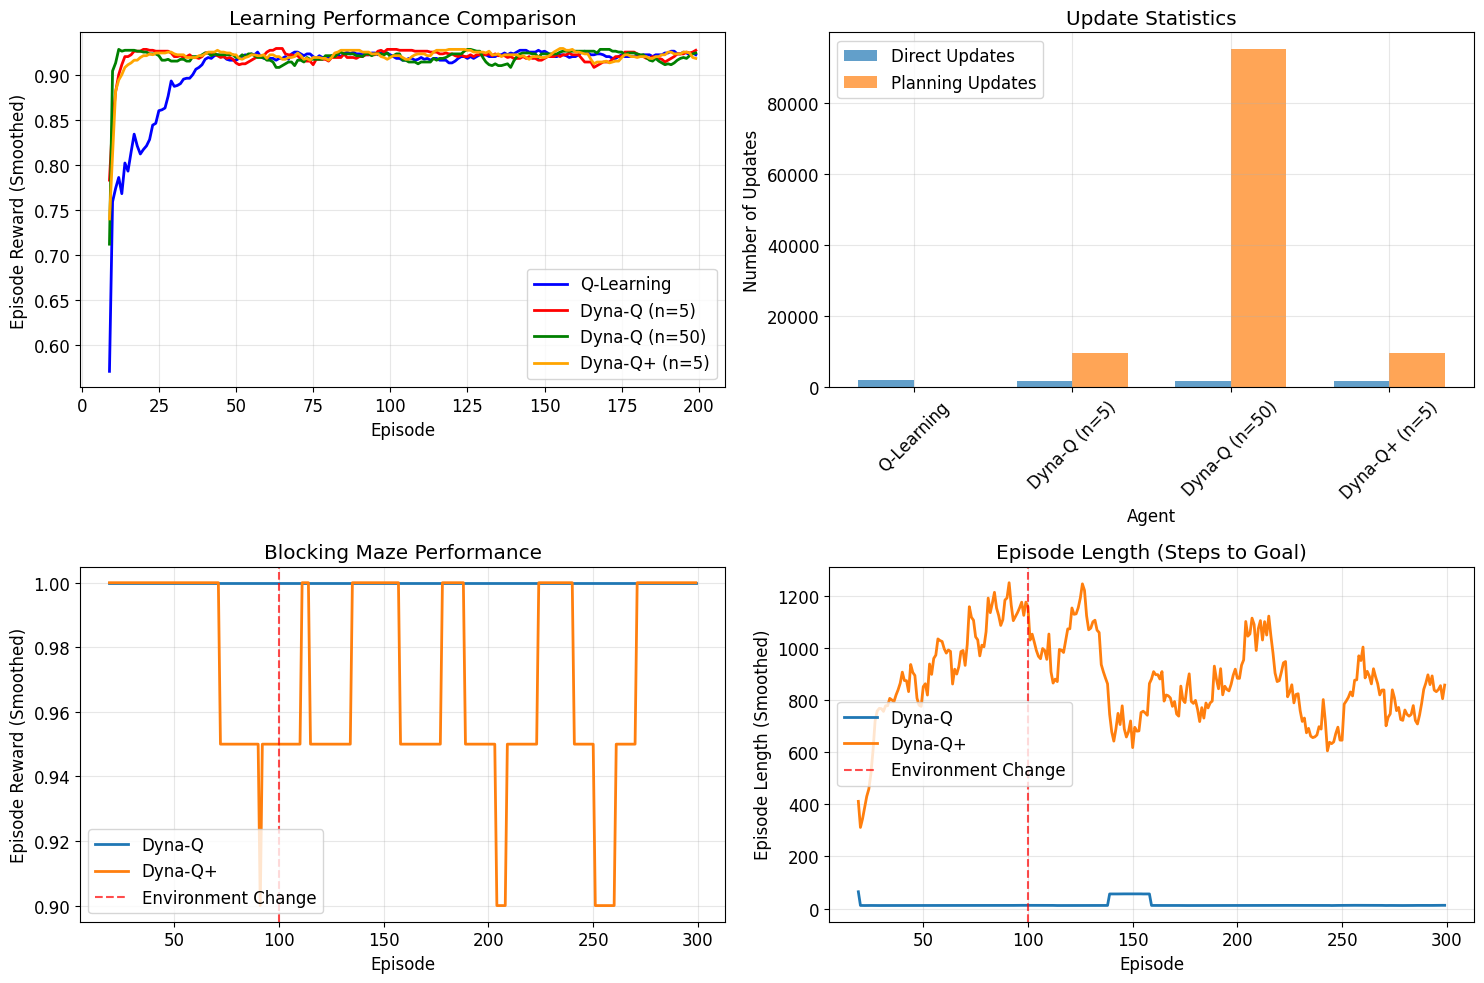 Learning Performance Comparison
Episode Reward (Smoothed)
0.90
0.85
0.80
0.75
0.70
0.65
0.60
Q-Learning
Dyna-Q (n=5)
Dyna-Q (n=50)
Dyna-Q+ (n=5)
0 25 50 75 100 125 150 175 200
Episode
Update Statistics
Number of Updates
Direct Updates
Planning Updates
80000
60000
40000
20000
0
Q-Learning
Dyna-Q (n=5)
Dyna-Q (n=50)
Dyna-Q+ (n=5)
Agent
Blocking Maze Performance
Episode Reward (Smoothed)
1.00
0.98
0.96
0.94
0.92
0.90
Dyna-Q
Dyna-Q+
Environment Change
50 100 150 200 250 300
Episode
Episode Length (Steps to Goal)
Episode Length (Smoothed)
1200
1000
800
600
400
200
0
Dyna-Q
Dyna-Q+
Environment Change
50 100 150 200 250 300
Episode